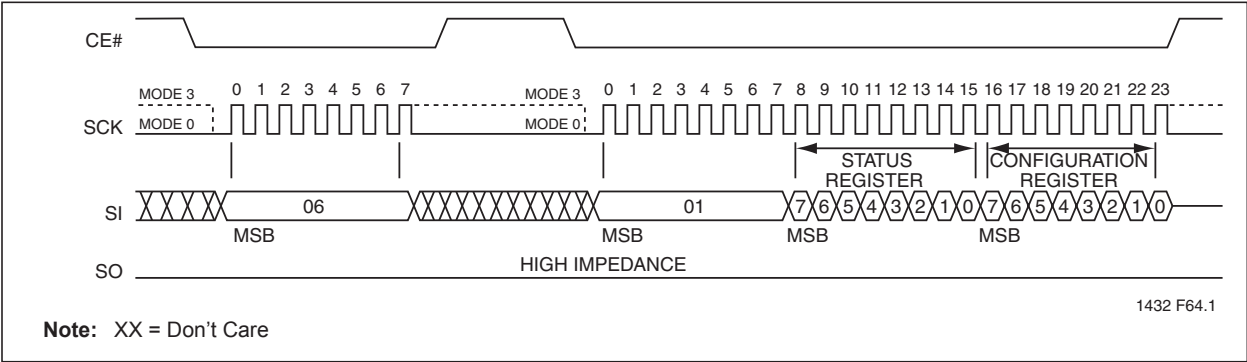 CE#
MODE 3 0 1 2 3 4 5 6 7 MODE 3 0 1 2 3 4 5 6 7 8 9 10 11 12 13 14 15 16 17 18 19 20 21 22 23
SCK MODE 0 MODE 0
STATUS REGISTER CONFIGURATION REGISTER
SI 06 01 7 6 5 4 3 2 1 0 7 6 5 4 3 2 1 0
MSB MSB MSB MSB
SO HIGH IMPEDANCE
1432 F64.1
Note: XX = Don't Care